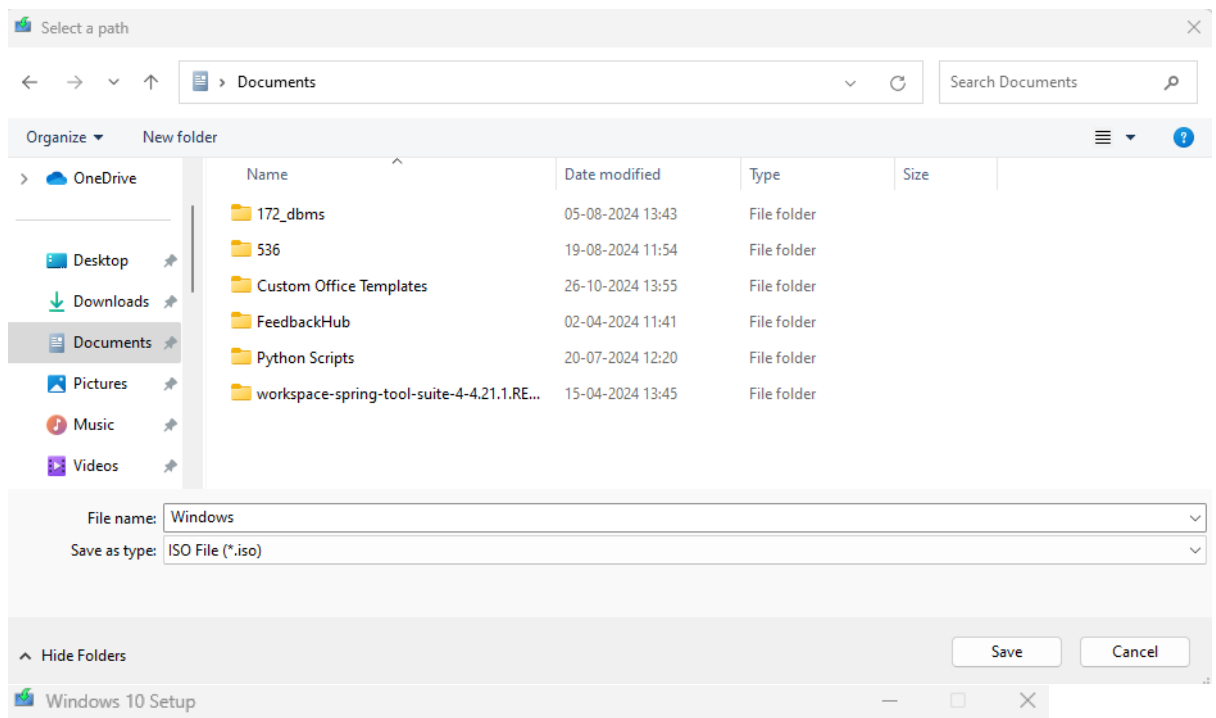 Select a path
Documents
Search Documents
Organize New folder
OneDrive
Name Date modified Type Size
172_dbms 05-08-2024 13:43 File folder
536 19-08-2024 11:54 File folder
Desktop
Custom Office Templates 26-10-2024 13:55 File folder
Downloads
FeedbackHub 02-04-2024 11:41 File folder
Documents
Python Scripts 20-07-2024 12:20 File folder
Pictures
workspace-spring-tool-suite-4-4.21.1.RE... 15-04-2024 13:45 File folder
Music
Videos
File name: Windows
Save as type: ISO File (*.iso)
Hide Folders
Save Cancel
Windows 10 Setup